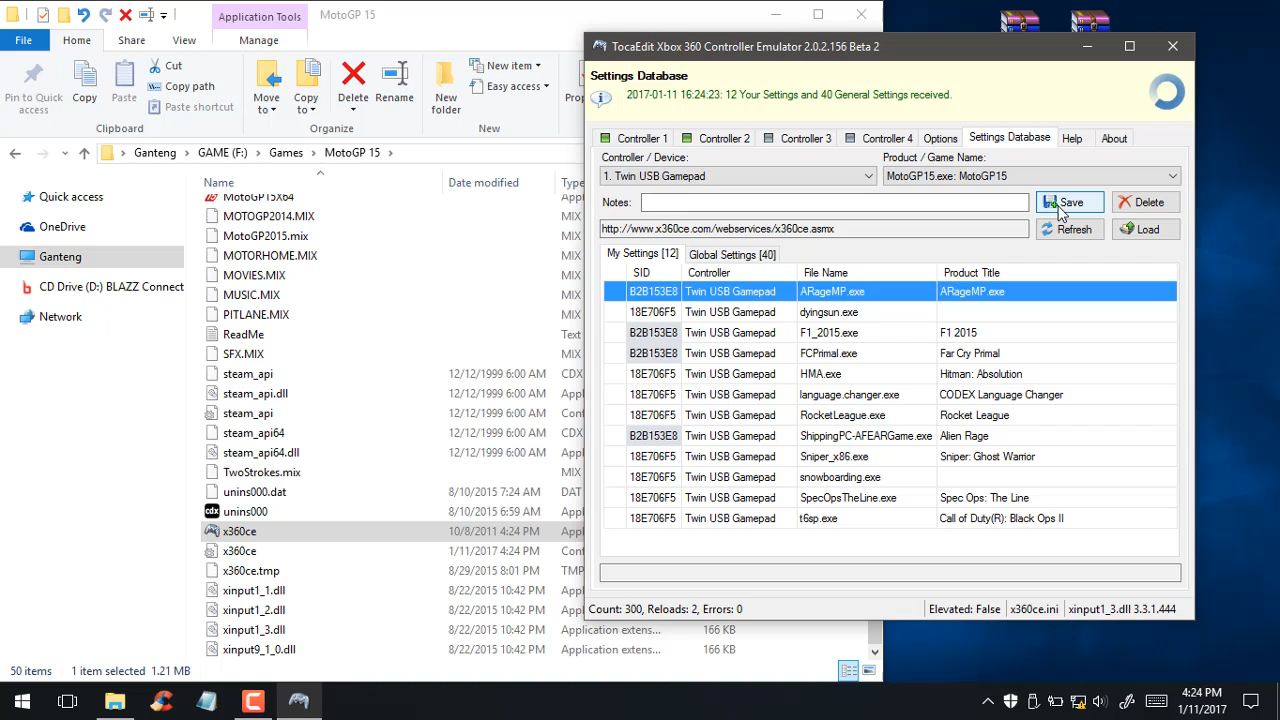 Application Tools MotoGP 15
File Home Share View Manage
Pin to Quick access
Copy
Paste
Cut
Copy path
Paste shortcut
Clipboard
Move to
Copy to
Delete
Rename
Organize
New folder
New item
Easy access
New
Ganteng GAME (F:) Games MotoGP 15
Quick access
OneDrive
Ganteng
CD Drive (D:) BLAZZ Connect
Network
Name Date modified
MotoGP15X64
MOTOGP2014.MIX MIX
MotoGP2015.mix MIX
MOTORHOME.MIX MIX
MOVIES.MIX MIX
MUSIC.MIX MIX
PITLANE.MIX MIX
ReadMe
SFX.MIX MIX
steam_api 12/12/1999 6:00 AM CDX
steam_api.dll 12/12/1999 6:00 AM
steam_api 12/12/1999 6:00 AM
steam_api64 12/12/1999 6:00 AM CDX
steam_api64.dll 12/12/1999 6:00 AM
TwoStrokes.mix 12/12/1999 6:00 AM MIX
unins000.dat 8/10/2015 7:24 AM DAT
unins000 8/10/2015 6:59 AM
x360ce 10/8/2011 4:24 PM
x360ce 1/11/2017 4:24 PM
x360ce.tmp 8/29/2015 8:01 PM TMP
xinput1_1.dll 8/22/2015 10:42 PM
xinput1_2.dll 8/22/2015 10:42 PM
xinput1_3.dll 8/22/2015 10:42 PM Application extens... 166 KB
xinput9_1_0.dll 8/22/2015 10:42 PM Application extens... 166 KB
50 items 1 item selected 1.21 MB
TocaEdit Xbox 360 Controller Emulator 2.0.2.156 Beta 2
Settings Database
2017-01-11 16:24:23: 12 Your Settings and 40 General Settings received.
Controller 1 Controller 2 Controller 3 Controller 4 Options Settings Database Help About
Controller / Device: Product / Game Name:
1. Twin USB Gamepad MotoGP15.exe: MotoGP15
Notes: Save Delete
http://www.x360ce.com/webservices/x360ce.asmx Refresh Load
My Settings [12] Global Settings [40]
SID Controller File Name Product Title
B2B153E8 Twin USB Gamepad ARageMP.exe ARageMP.exe
18E706F5 Twin USB Gamepad dyingsun.exe
B2B153E8 Twin USB Gamepad F1_2015.exe F1 2015
B2B153E8 Twin USB Gamepad FCPrimal.exe Far Cry Primal
18E706F5 Twin USB Gamepad HMA.exe Hitman: Absolution
18E706F5 Twin USB Gamepad language.changer.exe CODEX Language Changer
18E706F5 Twin USB Gamepad RocketLeague.exe Rocket League
B2B153E8 Twin USB Gamepad ShippingPC-AFEARGame.exe Alien Rage
18E706F5 Twin USB Gamepad Sniper_x86.exe Sniper: Ghost Warrior
18E706F5 Twin USB Gamepad snowboarding.exe
18E706F5 Twin USB Gamepad SpecOpsTheLine.exe Spec Ops: The Line
18E706F5 Twin USB Gamepad t6sp.exe Call of Duty(R): Black Ops II
Count: 300, Reloads: 2, Errors: 0 Elevated: False x360ce.ini xinput1_3.dll 3.3.1.444
4:24 PM
1/11/2017